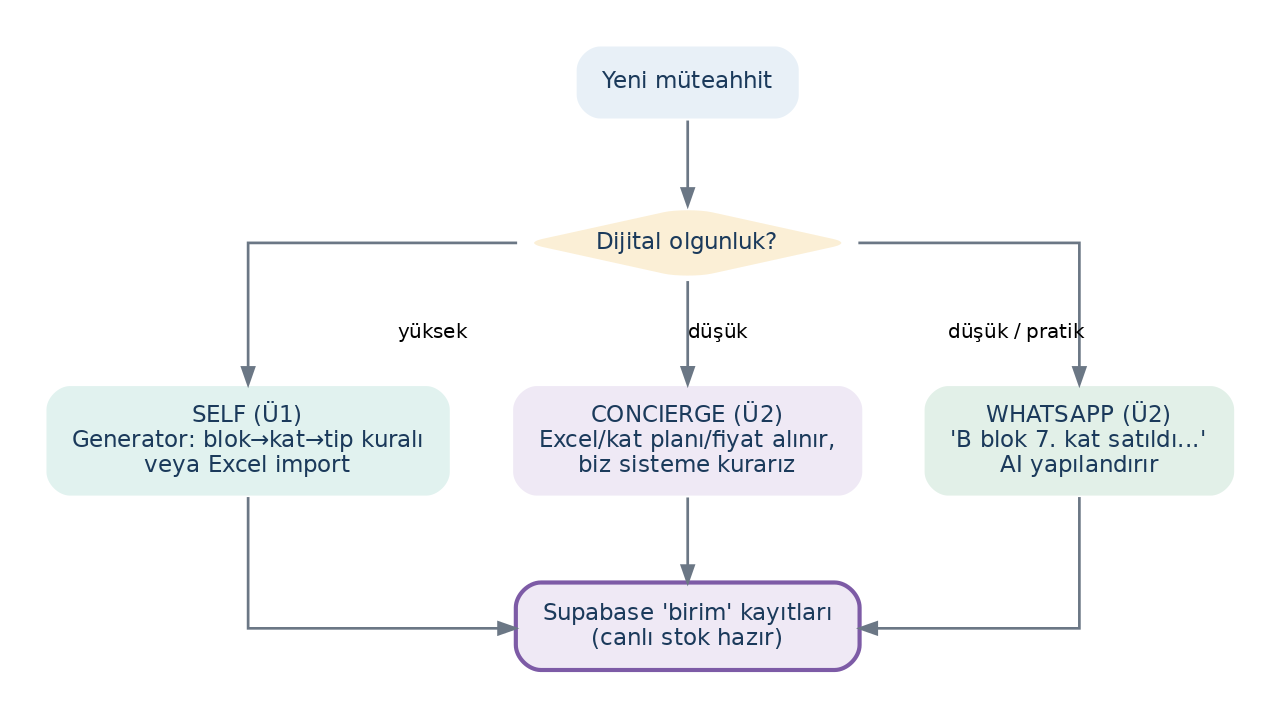 Yeni müteahhit
Dijital olgunluk?
yüksek
düşük
düşük / pratik
SELF (Ü1)
Generator: blok→kat→tip kuralı
veya Excel import
CONCIERGE (Ü2)
Excel/kat planı/fiyat alınır,
biz sisteme kurarız
WHATSAPP (Ü2)
'B blok 7. kat satıldı...'
AI yapılandırır
Supabase 'birim' kayıtları
(canlı stok hazır)